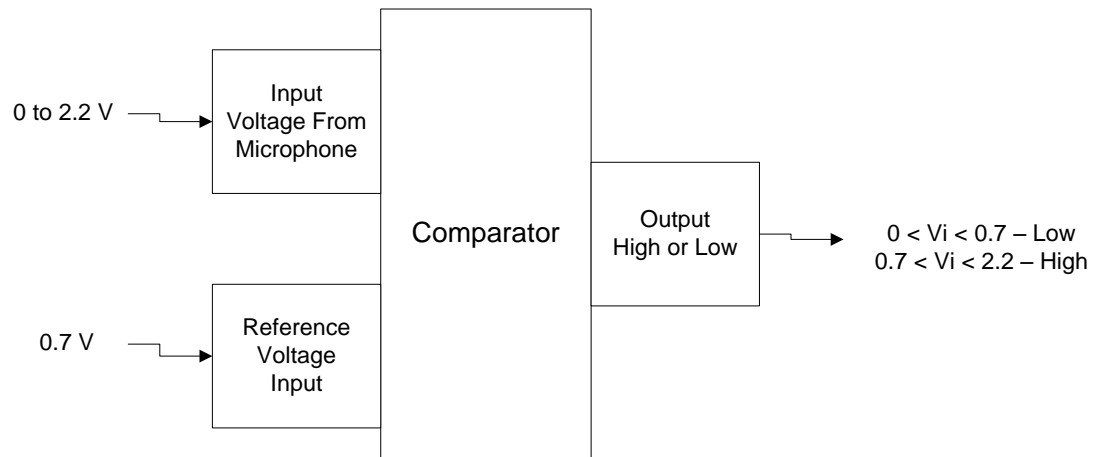 0 to 2.2 V
Input
Voltage From
Microphone
0.7 V
Reference
Voltage
Input
Comparator
Output
High or Low
0 < Vi < 0.7 – Low
0.7 < Vi < 2.2 – High